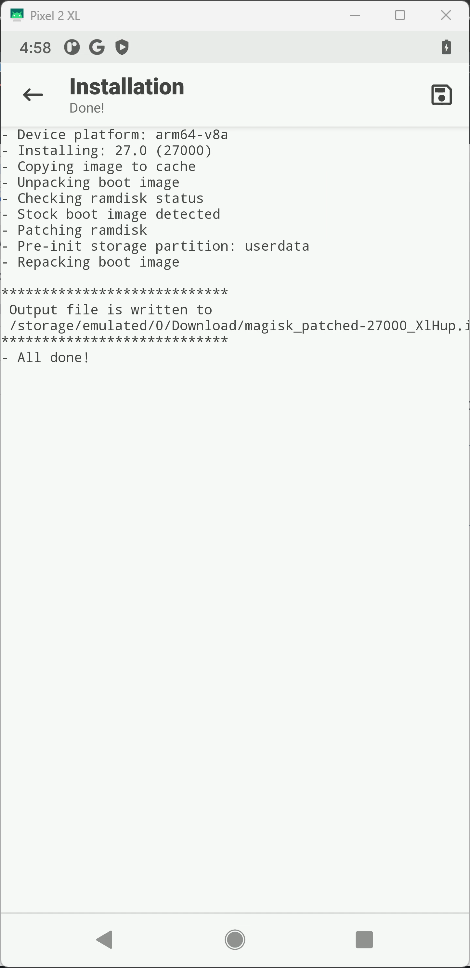 Pixel 2 XL
4:58
Installation
Done!
- Device platform: arm64-v8a
- Installing: 27.0 (27000)
- Copying image to cache
- Unpacking boot image
- Checking ramdisk status
- Stock boot image detected
- Patching ramdisk
- Pre-init storage partition: userdata
- Repacking boot image
****************************
Output file is written to
/storage/emulated/0/Download/magisk_patched-27000_XlHup.i
****************************
- All done!